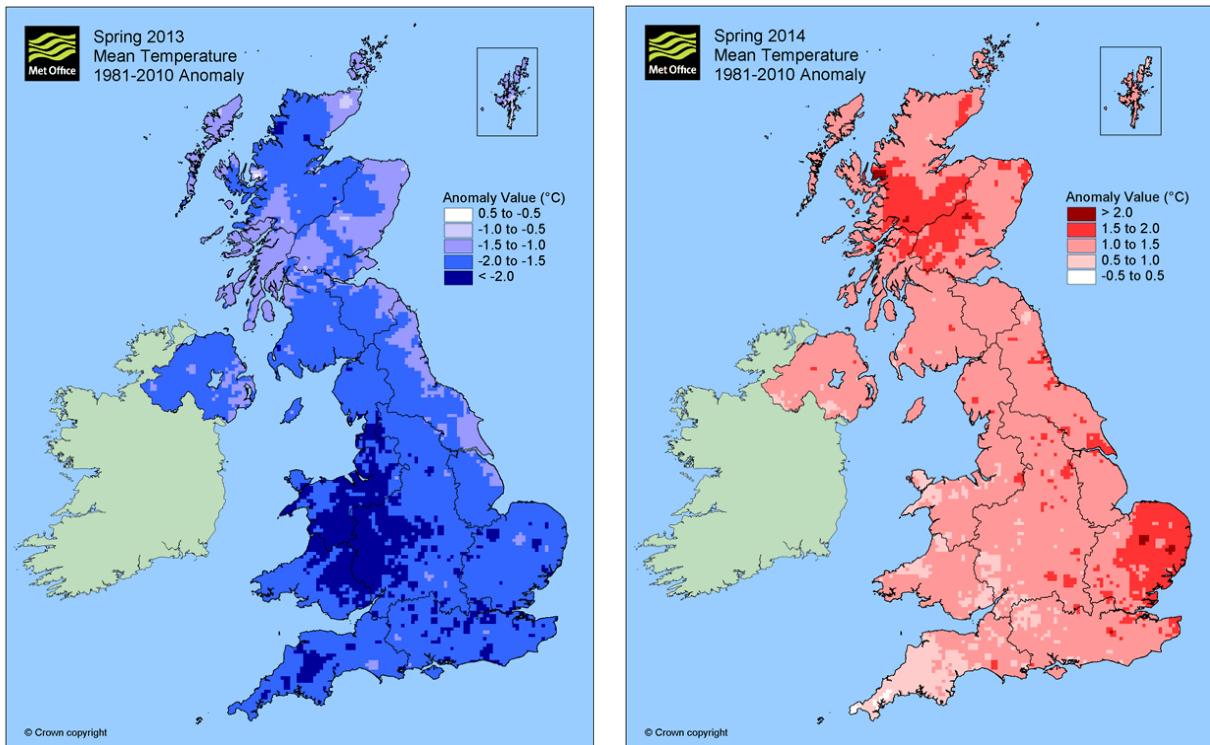 Met Office
Spring 2013
Mean Temperature
1981-2010 Anomaly
Anomaly Value (°C)
0.5 to -0.5
-1.0 to -0.5
-1.5 to -1.0
-2.0 to -1.5
< -2.0
© Crown copyright
Met Office
Spring 2014
Mean Temperature
1981-2010 Anomaly
Anomaly Value (°C)
> 2.0
1.5 to 2.0
1.0 to 1.5
0.5 to 1.0
-0.5 to 0.5
© Crown copyright